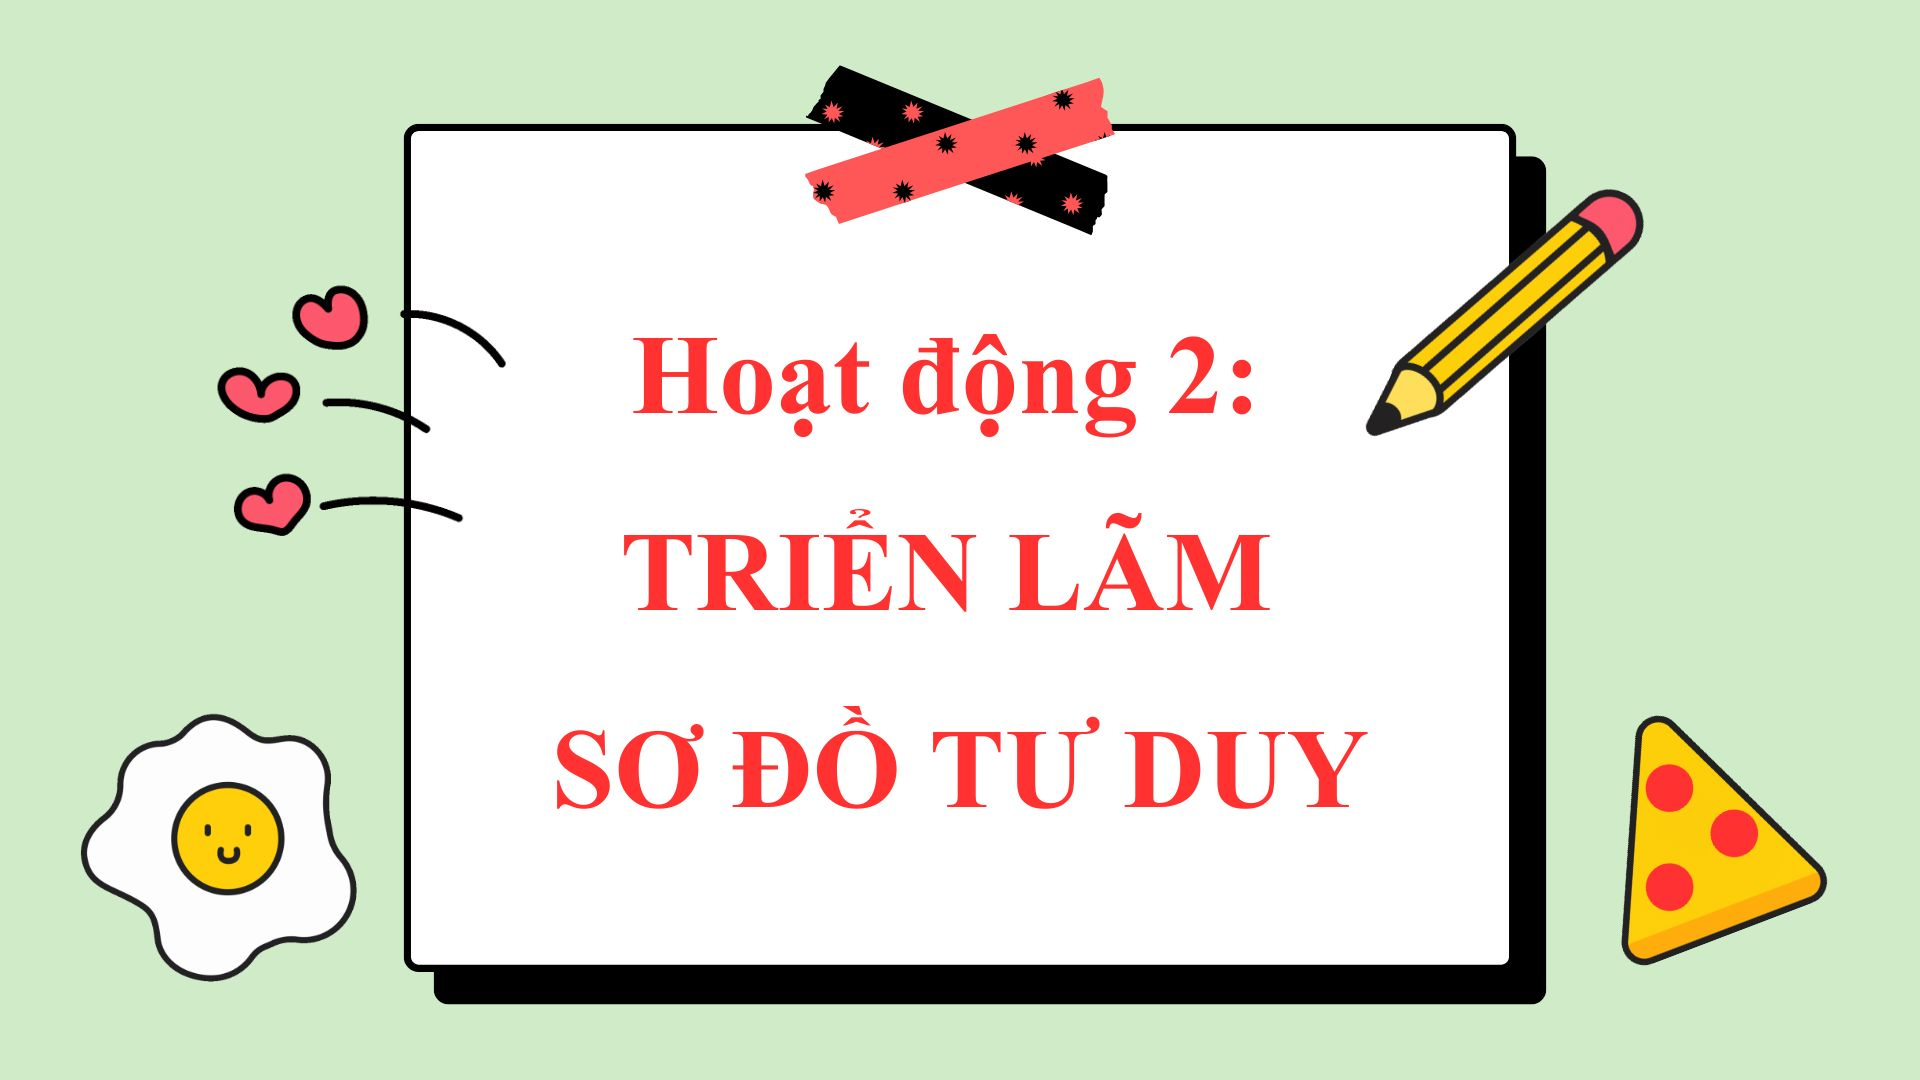 Hoạt động 2:
TRIỂN LÃM
SƠ ĐỒ TƯ DUY